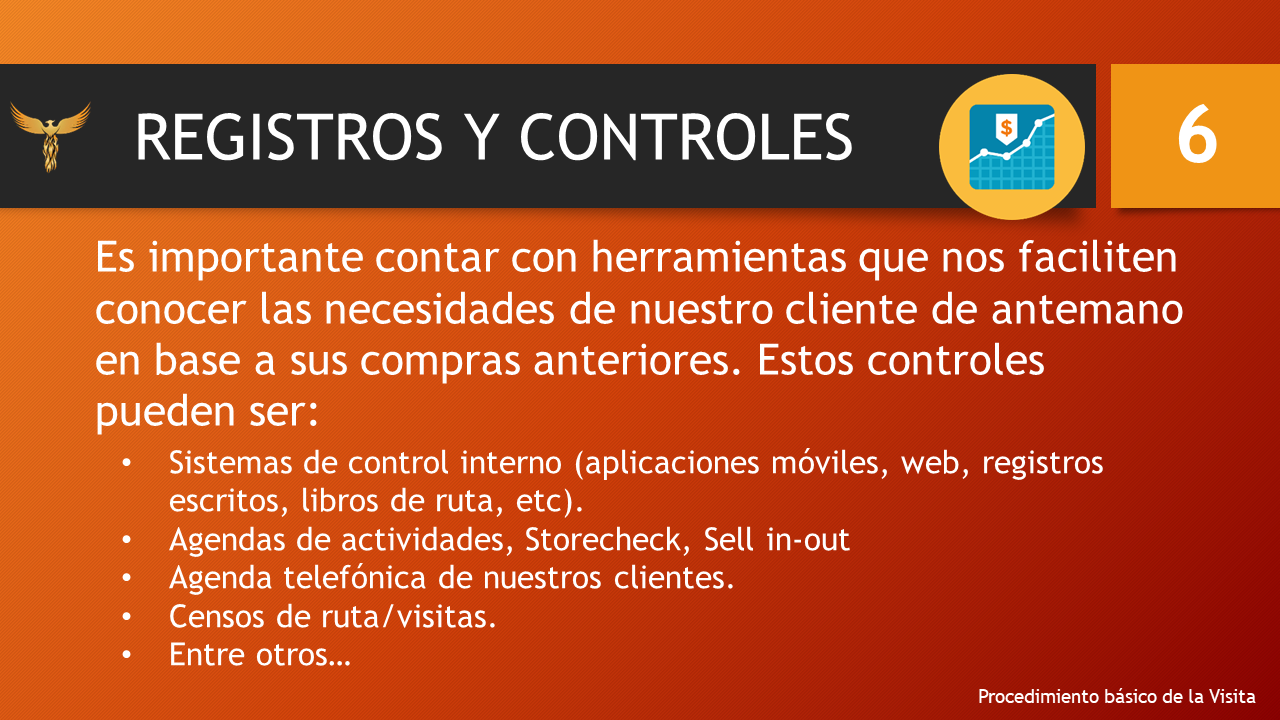 REGISTROS Y CONTROLES
$
6
Es importante contar con herramientas que nos faciliten
conocer las necesidades de nuestro cliente de antemano
en base a sus compras anteriores. Estos controles
pueden ser:
• Sistemas de control interno (aplicaciones móviles, web, registros
escritos, libros de ruta, etc).
• Agendas de actividades, Storecheck, Sell in-out
• Agenda telefónica de nuestros clientes.
• Censos de ruta/visitas.
• Entre otros…
Procedimiento básico de la Visita